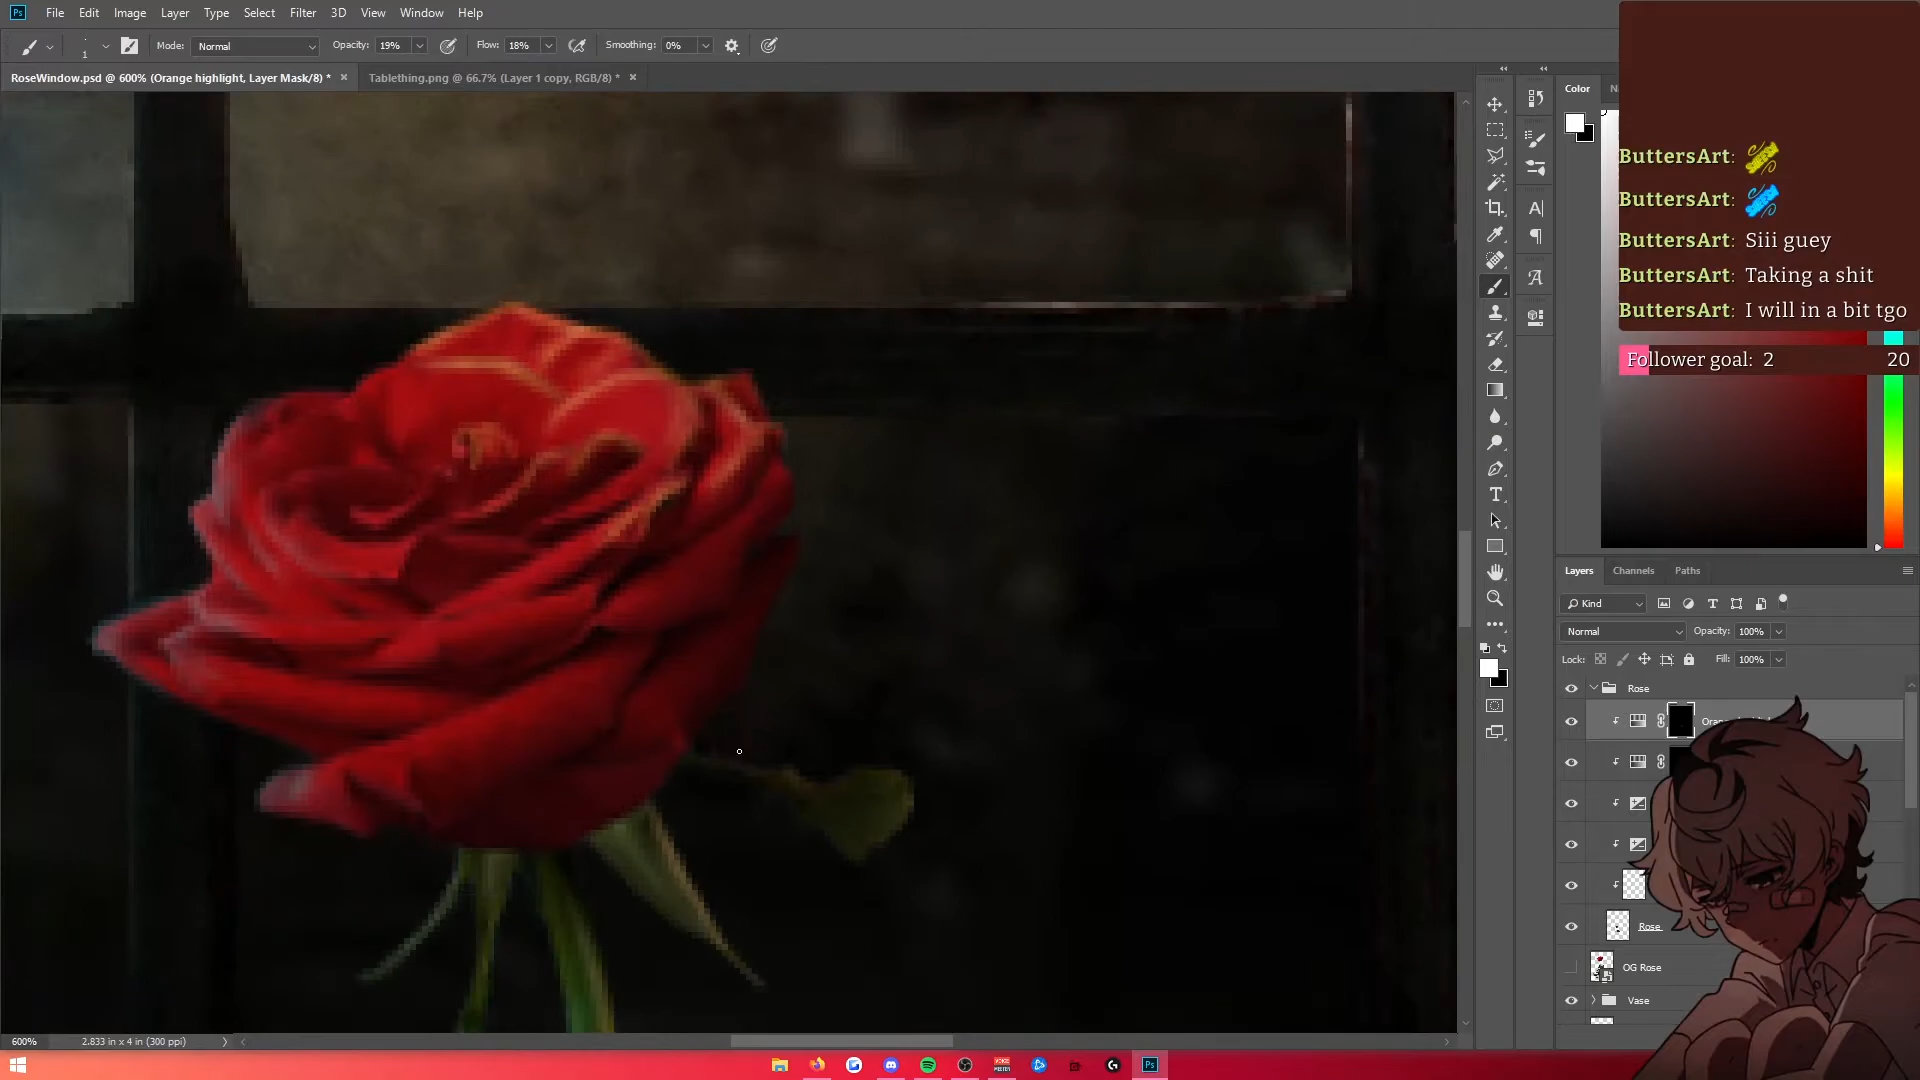 File Edit Image Layer Type Select Filter 3D View Window Help
1 Mode: Normal Opacity: 19% Flow: 18% Smoothing: 0%
RoseWindow.psd @ 600% (Orange highlight, Layer Mask/8) * Tablething.png @ 66.7% (Layer 1 copy, RGB/8) *
Color
ButtersArt:
ButtersArt:
ButtersArt: Siii guey
ButtersArt: Taking a shit
ButtersArt: I will in a bit tgo
Follower goal: 2 20
Layers Channels Paths
Kind
Normal Opacity: 100%
Lock: Fill: 100%
Rose
Rose
OG Rose
Vase
600% 2.833 in x 4 in (300 ppi)